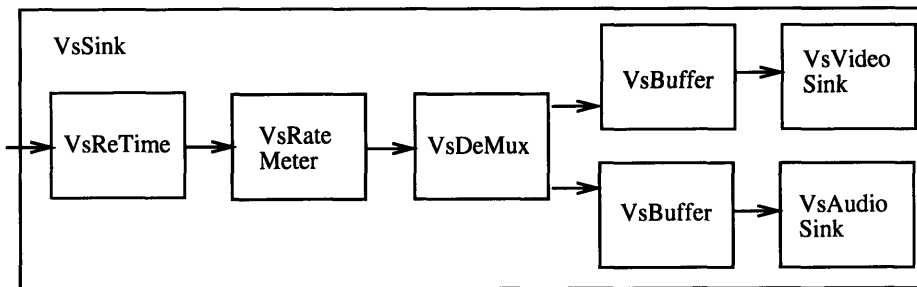 VsSink
VsReTime
VsRate
Meter
VsDeMux
VsBuffer
VsVideo
Sink
VsBuffer
VsAudio
Sink